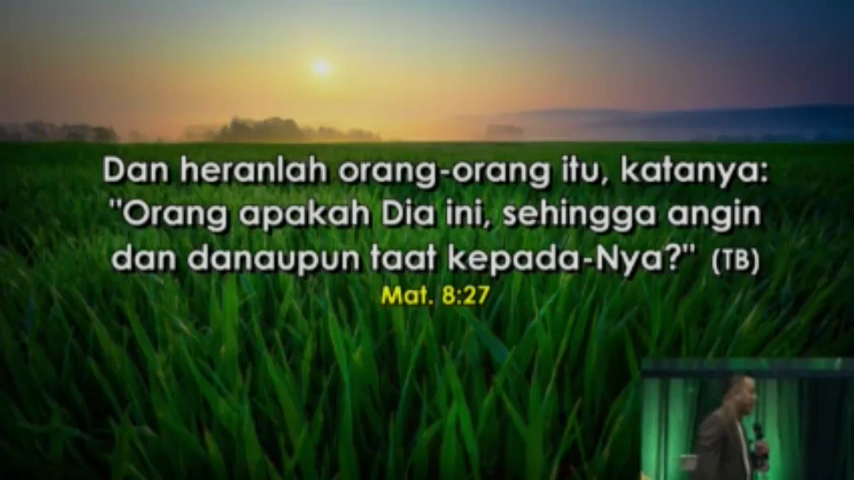 Dan heranlah orang-orang itu, katanya:
"Orang apakah Dia ini, sehingga angin
dan danaupun taat kepada-Nya?" (TB)
Mat. 8:27